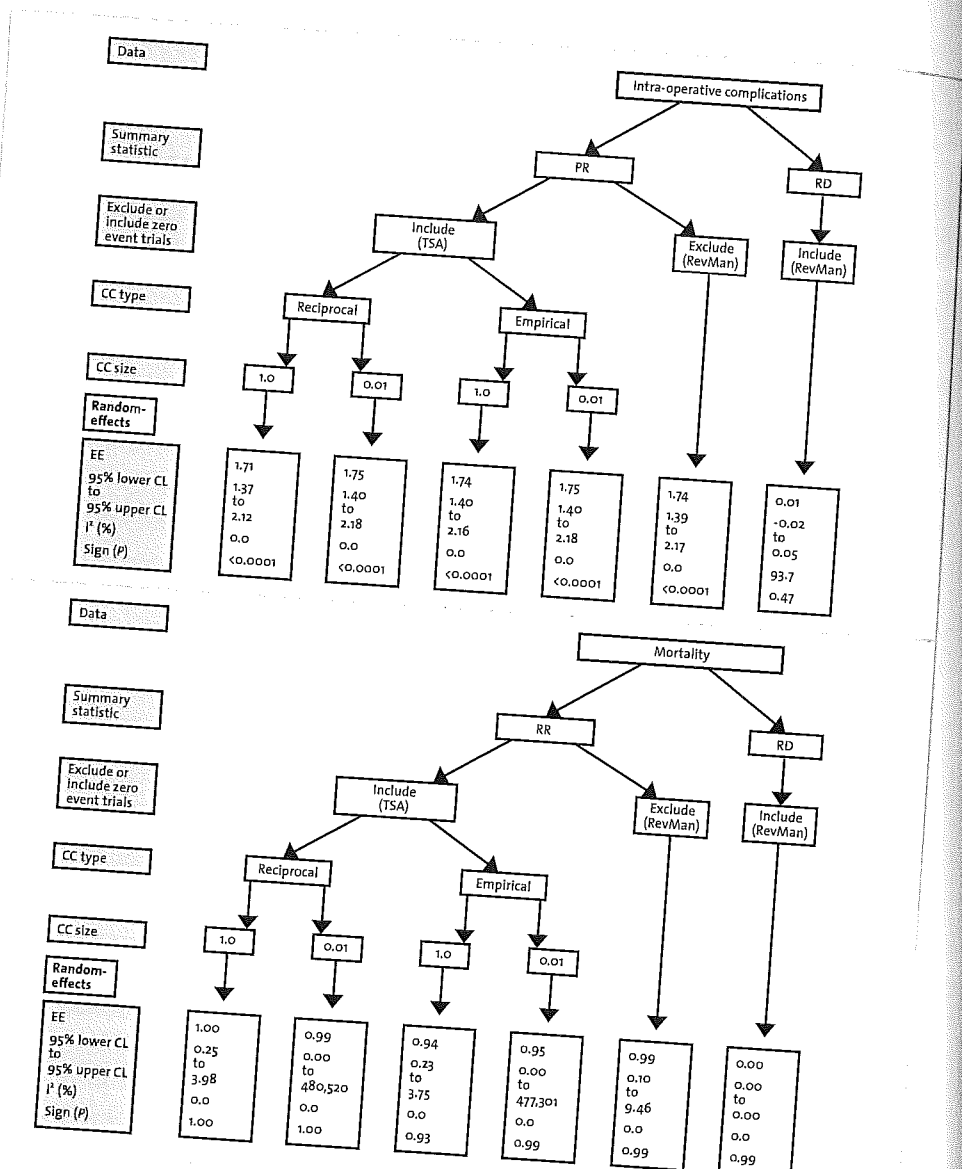 Data
Intra-operative complications
Summary
statistic
PR
RD
Exclude or
include zero
event trials
Include
(TSA)
Exclude
(RevMan)
Include
(RevMan)
CC type
Reciprocal
Empirical
CC size
1.0
0.01
1.0
0.01
Random-
effects
EE
95% lower CL
to
95% upper CL
I² (%)
Sign (P)
1.71
1.37
to
2.12
0.0
<0.0001
1.75
1.40
to
2.18
0.0
<0.0001
1.74
1.40
to
2.16
0.0
<0.0001
1.75
1.40
to
2.18
0.0
<0.0001
1.74
1.39
to
2.17
0.0
<0.0001
0.01
-0.02
to
0.05
93.7
0.47
Data
Mortality
Summary
statistic
RR
RD
Exclude or
include zero
event trials
Include
(TSA)
Exclude
(RevMan)
Include
(RevMan)
CC type
Reciprocal
Empirical
CC size
1.0
0.01
1.0
0.01
Random-
effects
EE
95% lower CL
to
95% upper CL
I² (%)
Sign (P)
1.00
0.25
to
3.98
0.0
1.00
0.99
0.00
to
480,520
0.0
1.00
0.94
0.23
to
3.75
0.0
0.93
0.95
0.00
to
477,301
0.0
0.99
0.99
0.10
to
9.46
0.0
0.99
0.00
0.00
to
0.00
0.0
0.99